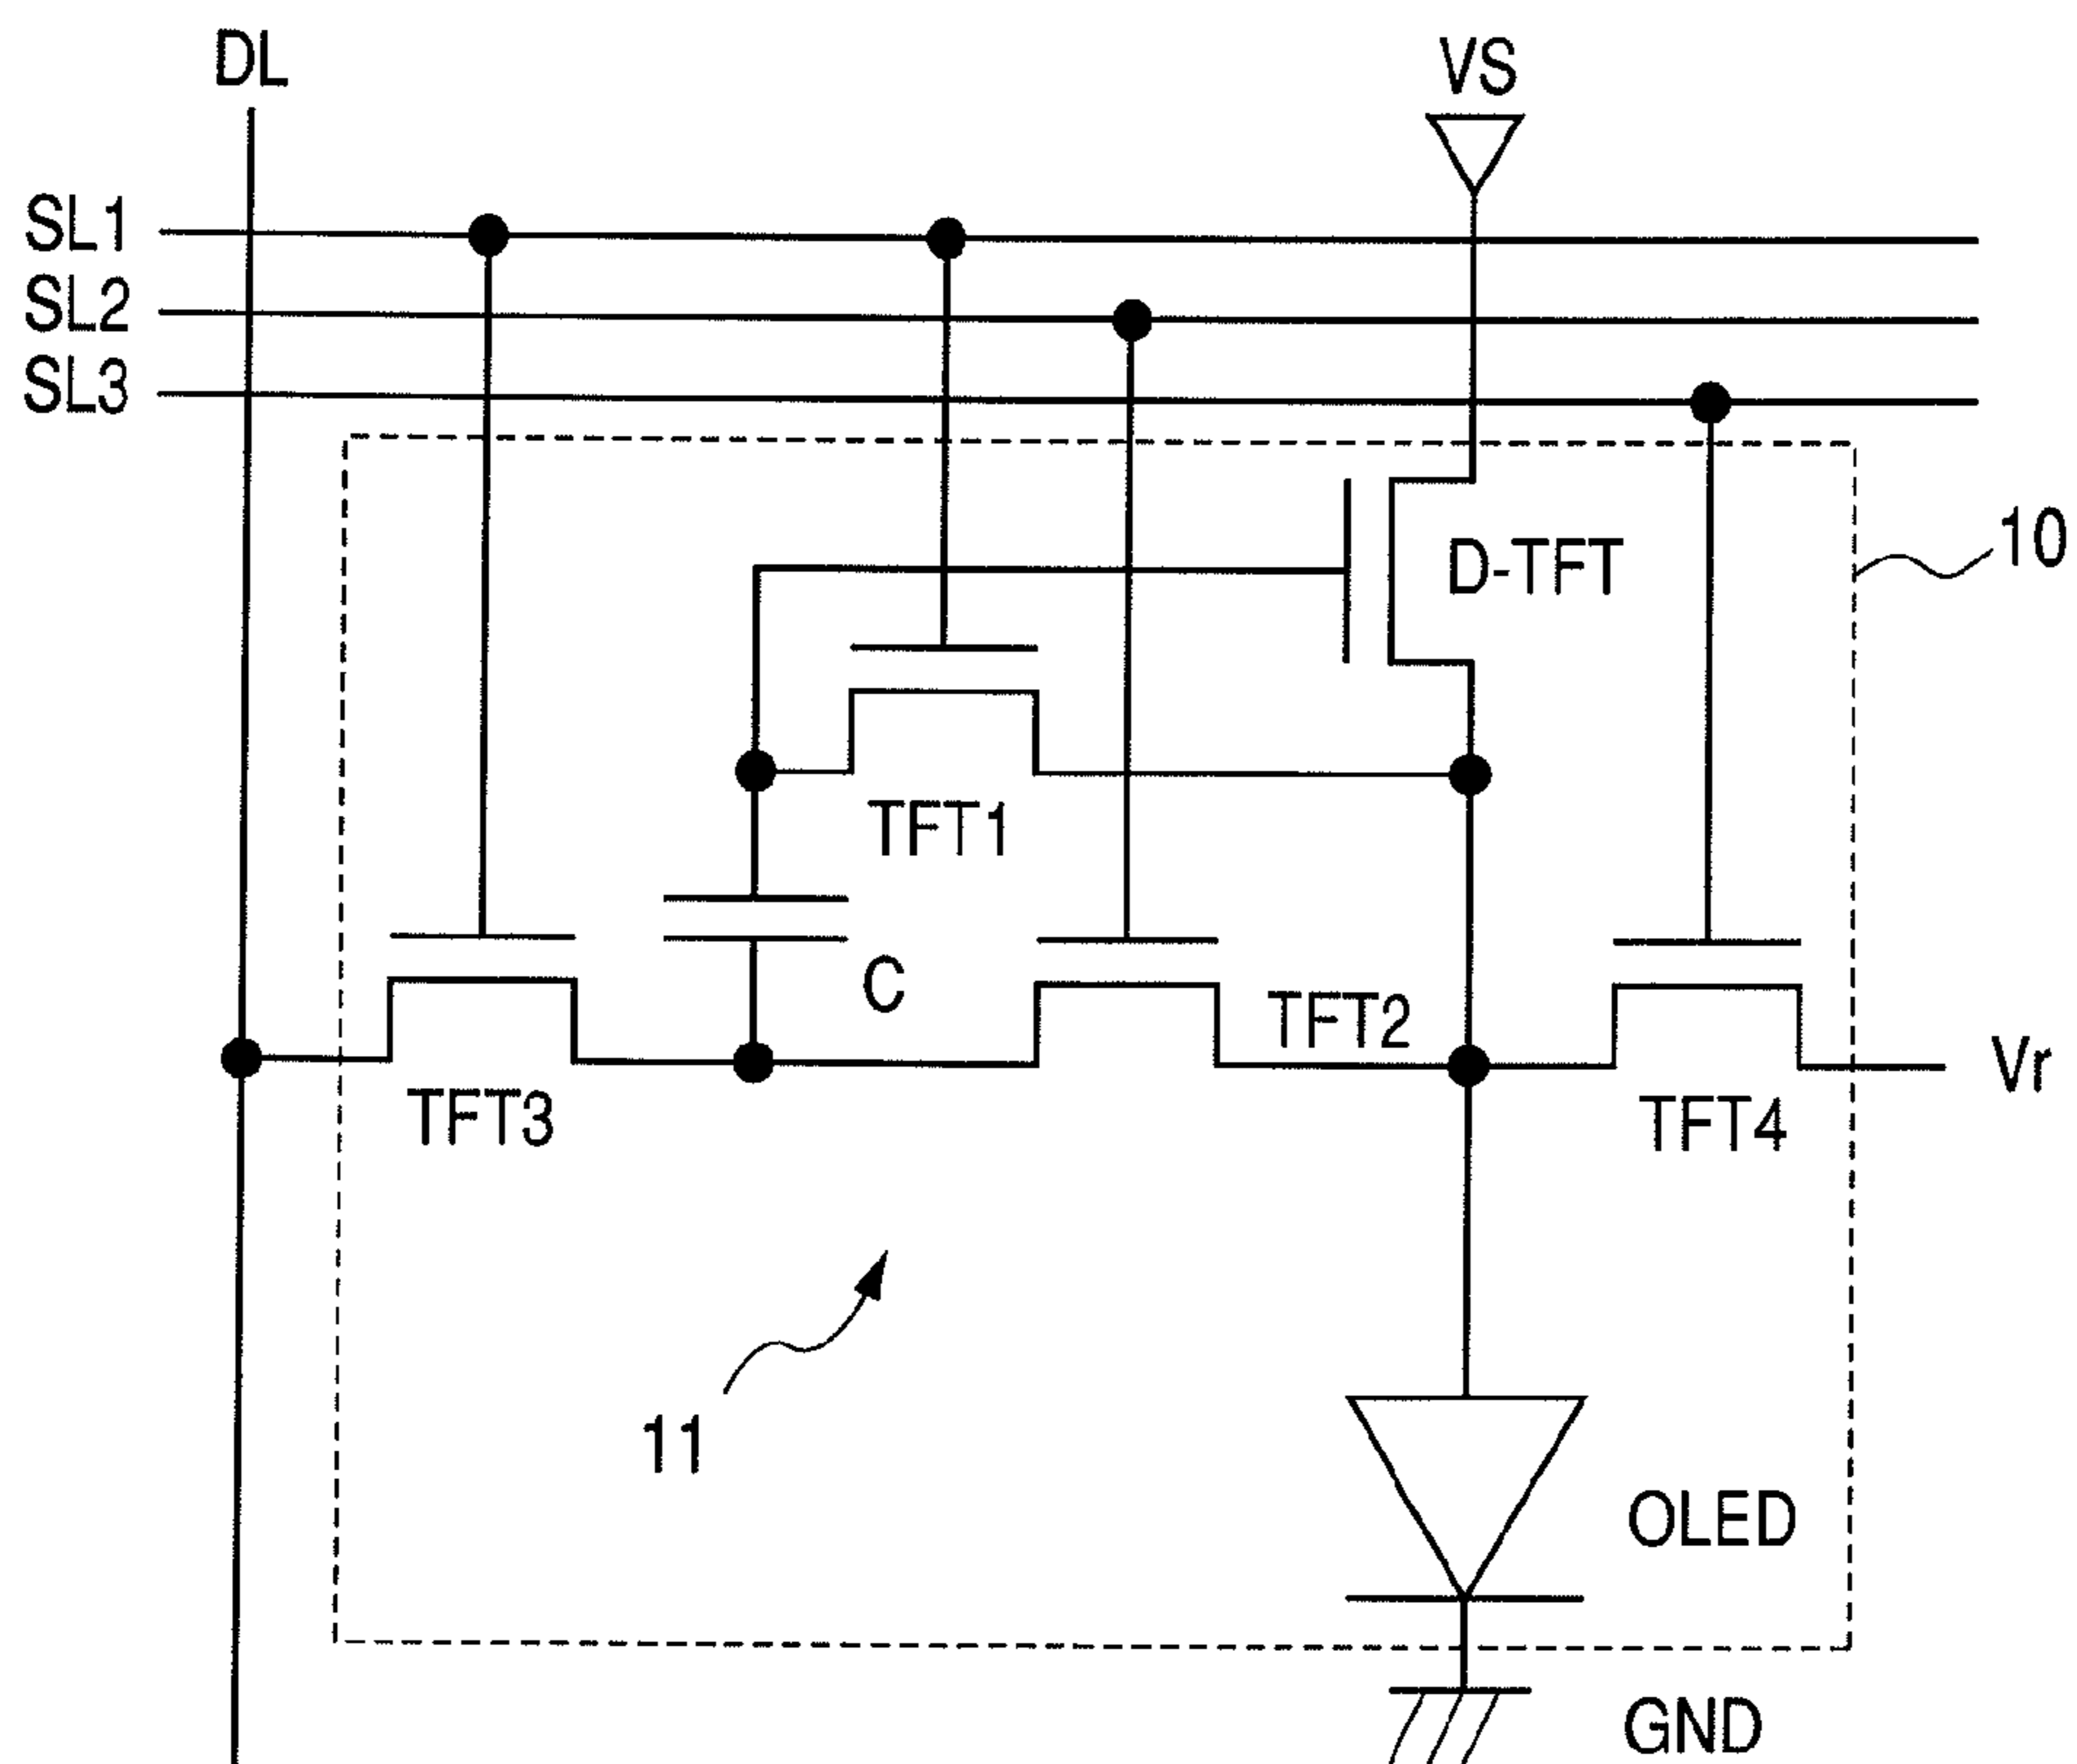 DL
VS
SL1
SL2
SL3
10
D-TFT
TFT1
C
TFT2
Vr
TFT3
TFT4
11
OLED
GND